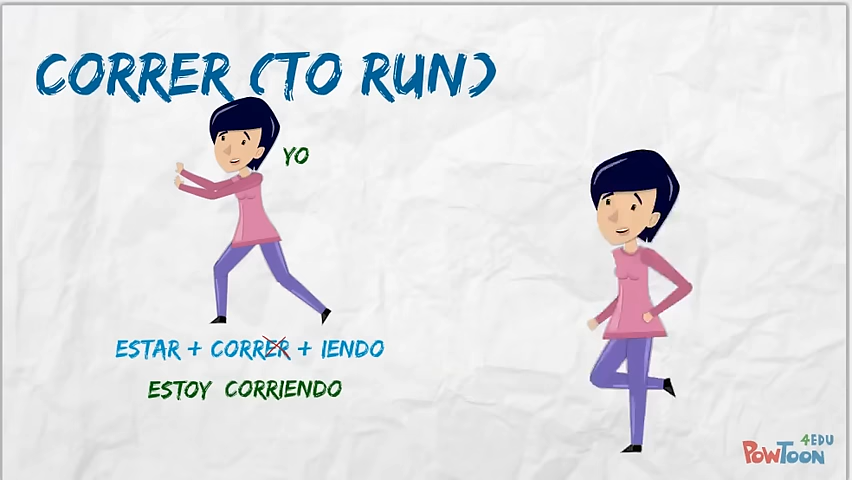 CORRER (TO RUN)
YO
ESTAR + CORRER + IENDO
ESTOY CORRIENDO
4EDU
POWTOON